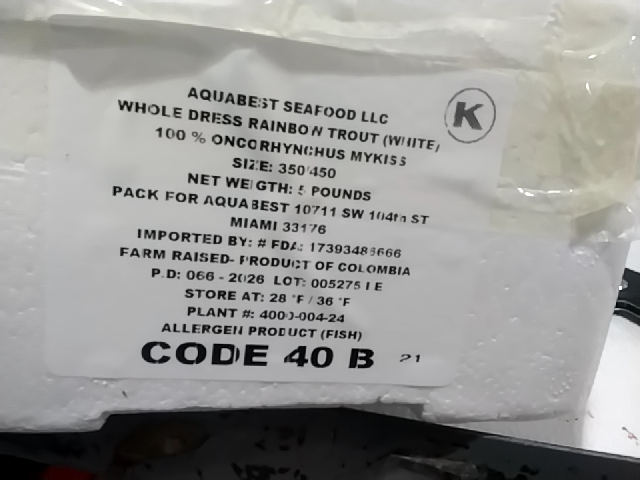 AQUABEST SEAFOOD LLC
K
WHOLE DRESS RAINBOW TROUT (WHITE)
100 % ONCORHYNCHUS MYKISS
SIZE: 350/450
NET WEIGTH: 5 POUNDS
PACK FOR AQUABEST 10711 SW 104th ST
MIAMI 33176
IMPORTED BY: # FDA: 17393486666
FARM RAISED- PRODUCT OF COLOMBIA
P.D: 066 - 2026 LOT: 005275
STORE AT: 28 °F / 36 °F
PLANT #: 4000-004-24
ALLERGEN PRODUCT (FISH)
CODE 40 B 21